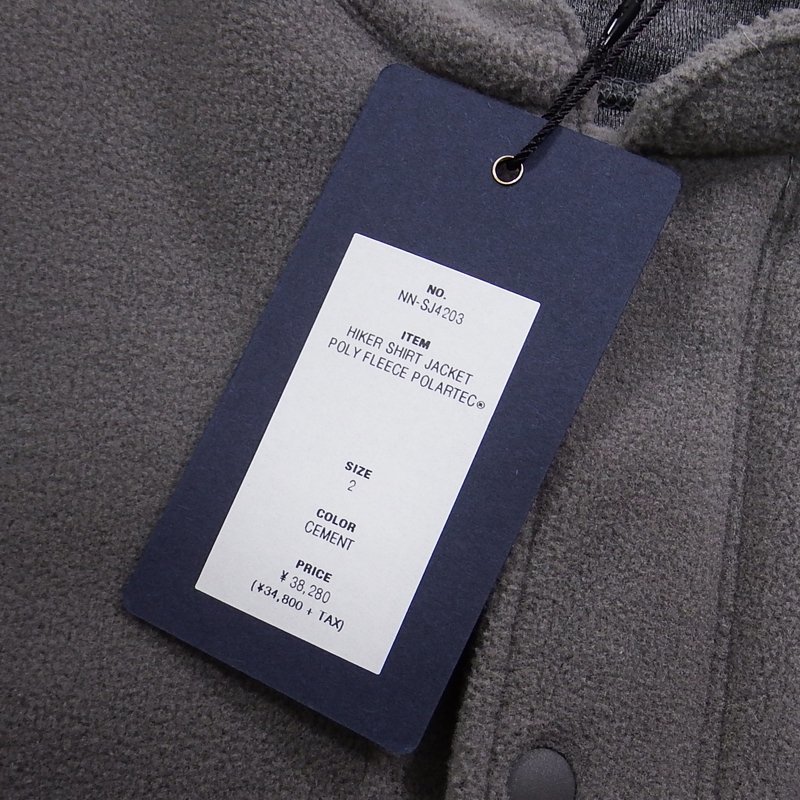 NO.
NN-SJ4203
ITEM
HIKER SHIRT JACKET
POLY FLEECE POLARTEC®
SIZE
2
COLOR
CEMENT
PRICE
¥ 38,280
(¥34,800 + TAX)